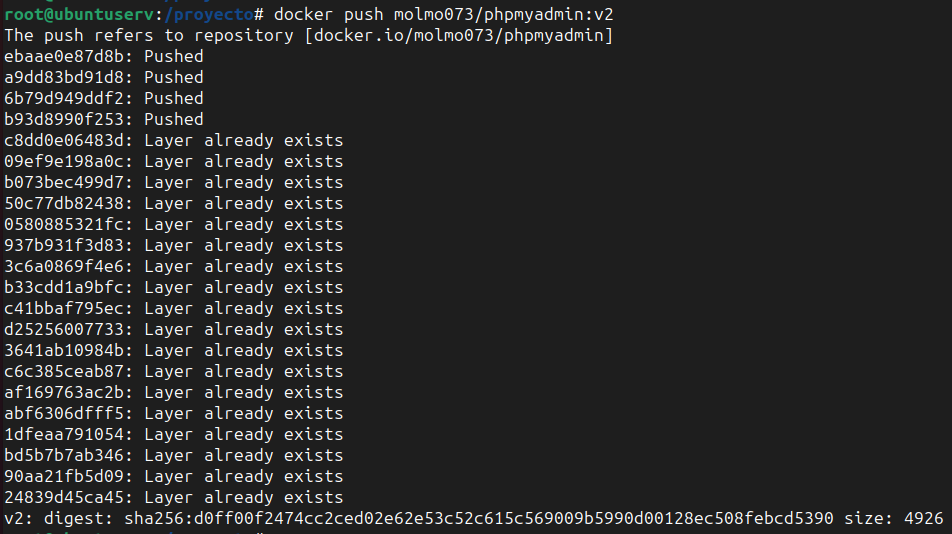 root@ubuntuserv:/proyecto# docker push molmo073/phpmyadmin:v2
The push refers to repository [docker.io/molmo073/phpmyadmin]
ebaae0e87d8b: Pushed
a9dd83bd91d8: Pushed
6b79d949ddf2: Pushed
b93d8990f253: Pushed
c8dd0e06483d: Layer already exists
09ef9e198a0c: Layer already exists
b073bec499d7: Layer already exists
50c77db82438: Layer already exists
0580885321fc: Layer already exists
937b931f3d83: Layer already exists
3c6a0869f4e6: Layer already exists
b33cdd1a9bfc: Layer already exists
c41bbaf795ec: Layer already exists
d25256007733: Layer already exists
3641ab10984b: Layer already exists
c6c385ceab87: Layer already exists
af169763ac2b: Layer already exists
abf6306dfff5: Layer already exists
1dfeaa791054: Layer already exists
bd5b7b7ab346: Layer already exists
90aa21fb5d09: Layer already exists
24839d45ca45: Layer already exists
v2: digest: sha256:d0ff00f2474cc2ced02e62e53c52c615c569009b5990d00128ec508febcd5390 size: 4926